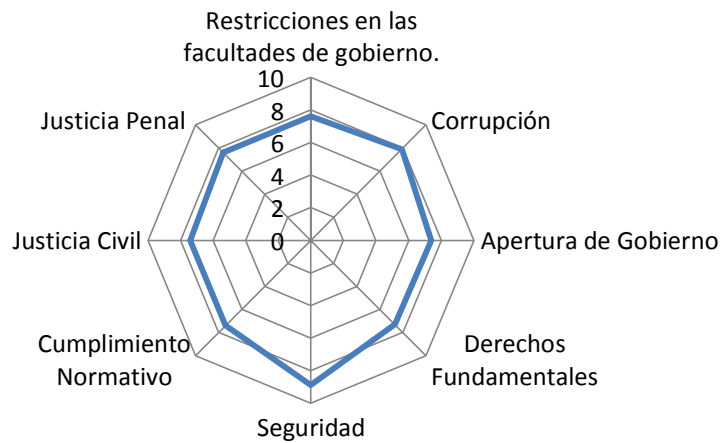 Restricciones en las
facultades de gobierno.
10
8
6
4
2
0
Justicia Penal
Corrupción
Justicia Civil
Apertura de Gobierno
Cumplimiento
Normativo
Derechos
Fundamentales
Seguridad